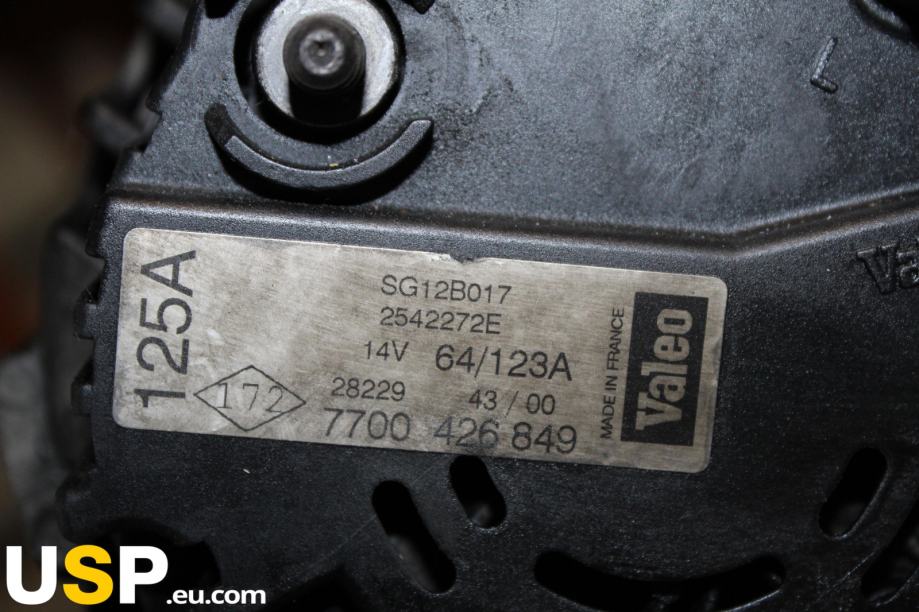 L
Valeo
125A
SG12B017
2542272E
14V 64/123A
172
28229 43/00
7700 426 849
MADE IN FRANCE
Valeo
USP.eu.com